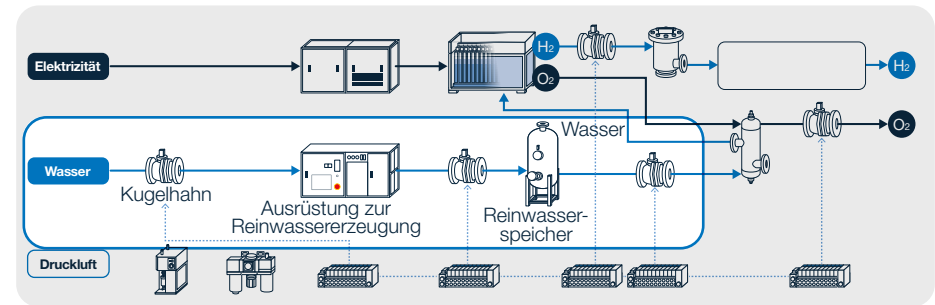 Elektrizität
H2
O2
H2
Wasser
O2
Wasser
Kugelhahn
Ausrüstung zur
Reinwassererzeugung
Reinwasser-
speicher
Druckluft